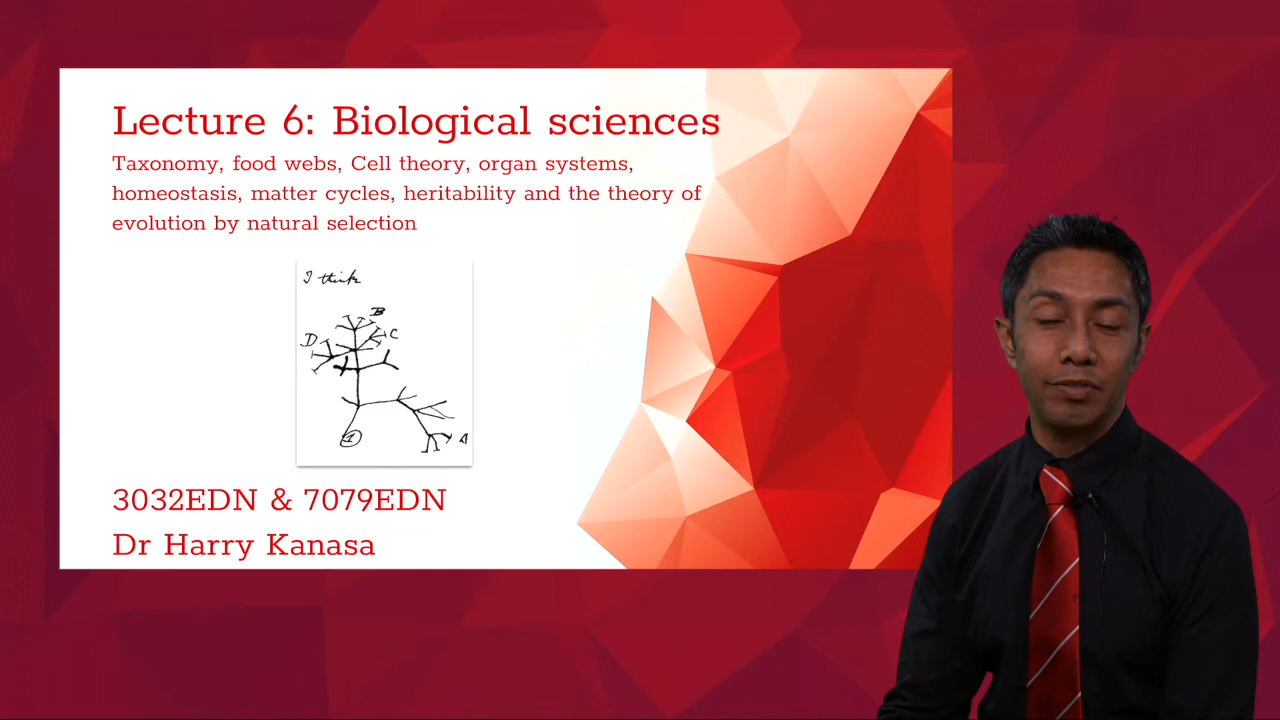 Lecture 6: Biological sciences
Taxonomy, food webs, Cell theory, organ systems,
homeostasis, matter cycles, heritability and the theory of
evolution by natural selection
I think
B
D C
1
A
3032EDN & 7079EDN
Dr Harry Kanasa